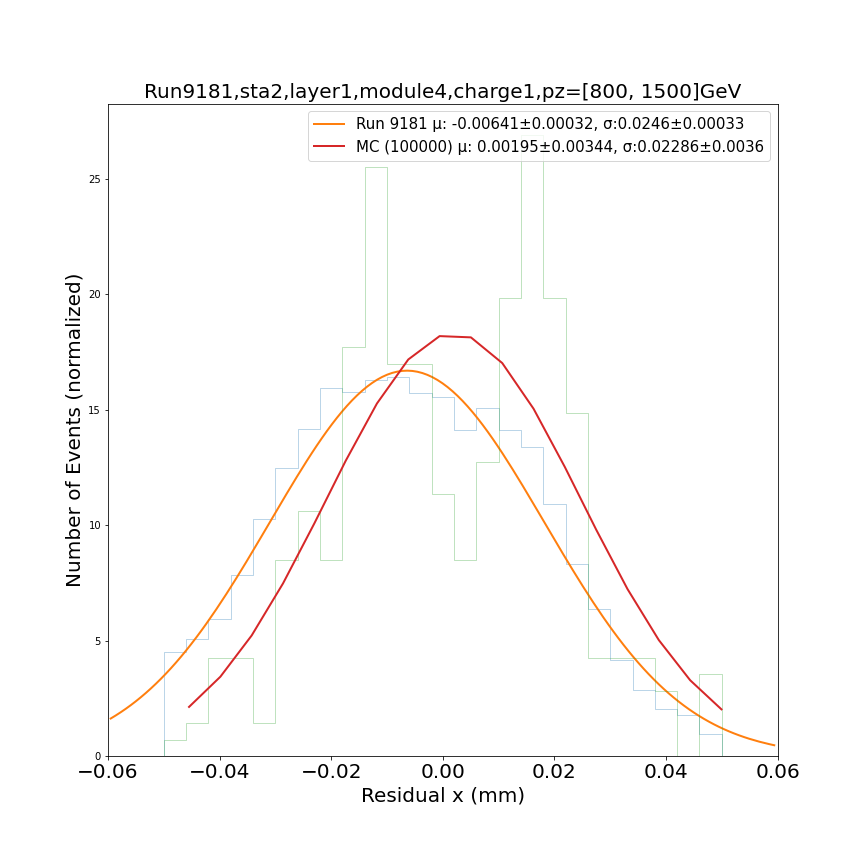 Run9181,sta2,layer1,module4,charge1,pz=[800, 1500]GeV
Run 9181 μ: -0.00641±0.00032, σ:0.0246±0.00033
MC (100000) μ: 0.00195±0.00344, σ:0.02286±0.0036
Number of Events (normalized)
25
20
15
10
5
0
−0.06 −0.04 −0.02 0.00 0.02 0.04 0.06
Residual x (mm)